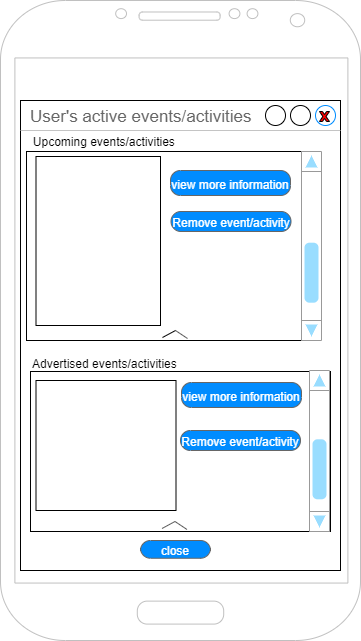 User's active events/activities
X
Upcoming events/activities
view more information
Remove event/activity
Advertised events/activities
view more information
Remove event/activity
close